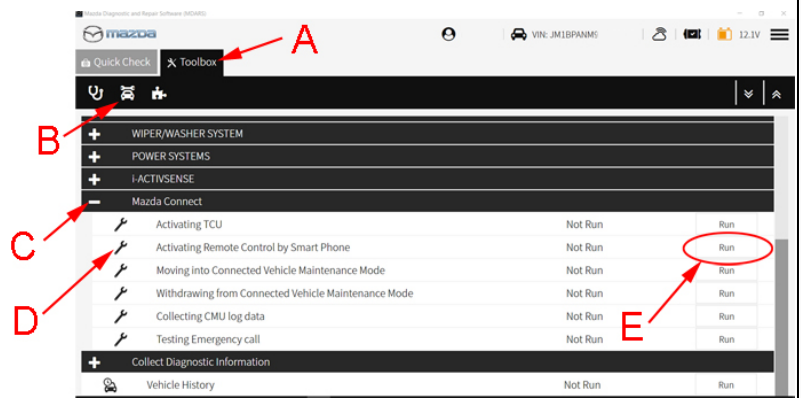 Mazda Diagnostic and Repair Software (MDARS)
mazda
VIN: JM1BPANM9
12.1V
Quick Check
Toolbox
A
B
WIPER/WASHER SYSTEM
POWER SYSTEMS
i-ACTIVSENSE
C
Mazda Connect
Activating TCU Not Run Run
D
Activating Remote Control by Smart Phone Not Run Run
Moving into Connected Vehicle Maintenance Mode Not Run Run
Withdrawing from Connected Vehicle Maintenance Mode Not Run Run
Collecting CMU log data Not Run Run
E
Testing Emergency call Not Run Run
Collect Diagnostic Information
Vehicle History Not Run Run